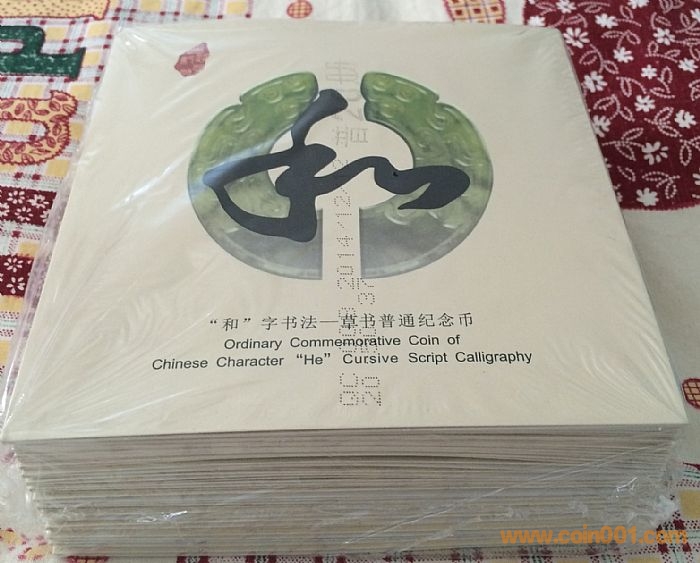 和
“和”字书法—草书普通纪念币
Ordinary Commemorative Coin of
Chinese Character “He” Cursive Script Calligraphy
www.coin001.com